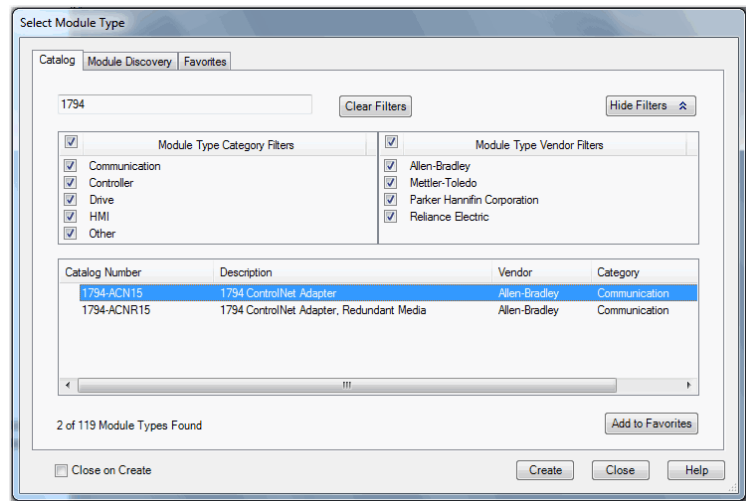 Select Module Type
Catalog Module Discovery Favorites
1794 Clear Filters Hide Filters
Module Type Category Filters Module Type Vendor Filters
Communication Allen-Bradley
Controller Mettler-Toledo
Drive Parker Hannifin Corporation
HMI Reliance Electric
Other
Catalog Number Description Vendor Category
1794-ACN15 1794 ControlNet Adapter Allen-Bradley Communication
1794-ACNR15 1794 ControlNet Adapter, Redundant Media Allen-Bradley Communication
2 of 119 Module Types Found Add to Favorites
Close on Create Create Close Help